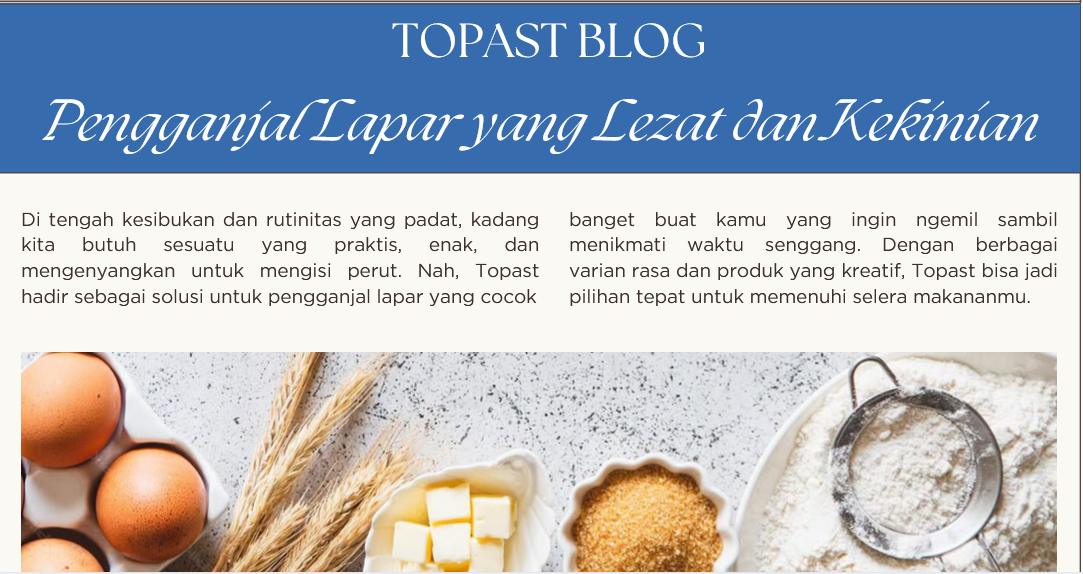 TOPAST BLOG
Pengganjal Lapar yang Lezat dan Kekinian
Di tengah kesibukan dan rutinitas yang padat, kadang
kita butuh sesuatu yang praktis, enak, dan
mengenyangkan untuk mengisi perut. Nah, Topast
hadir sebagai solusi untuk pengganjal lapar yang cocok
banget buat kamu yang ingin ngemil sambil
menikmati waktu senggang. Dengan berbagai
varian rasa dan produk yang kreatif, Topast bisa jadi
pilihan tepat untuk memenuhi selera makananmu.